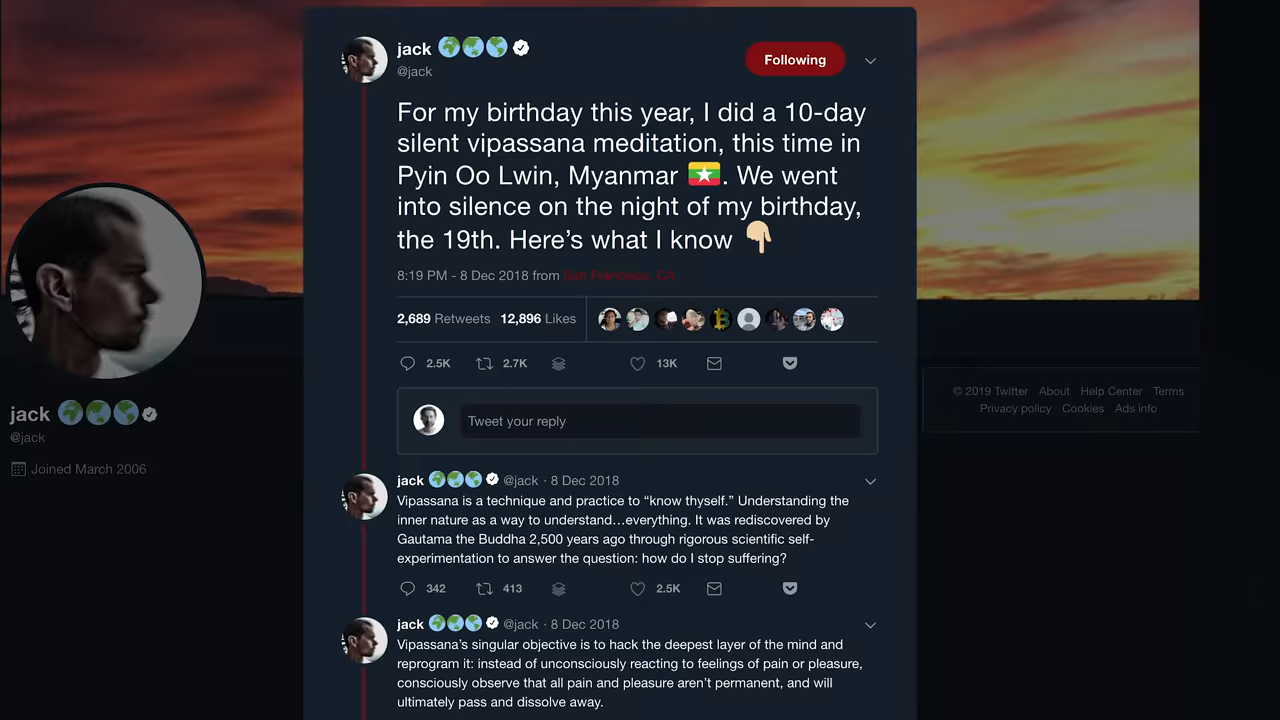 jack 🌍🌏🌎
@jack
Following
For my birthday this year, I did a 10-day
silent vipassana meditation, this time in
Pyin Oo Lwin, Myanmar 🇲🇲. We went
into silence on the night of my birthday,
the 19th. Here’s what I know 👇🏼
8:19 PM - 8 Dec 2018 from San Francisco, CA
2,689 Retweets 12,896 Likes
2.5K 2.7K 13K
Tweet your reply
jack 🌍🌏🌎 @jack · 8 Dec 2018
Vipassana is a technique and practice to “know thyself.” Understanding the
inner nature as a way to understand…everything. It was rediscovered by
Gautama the Buddha 2,500 years ago through rigorous scientific self-
experimentation to answer the question: how do I stop suffering?
342 413 2.5K
jack 🌍🌏🌎 @jack · 8 Dec 2018
Vipassana’s singular objective is to hack the deepest layer of the mind and
reprogram it: instead of unconsciously reacting to feelings of pain or pleasure,
consciously observe that all pain and pleasure aren’t permanent, and will
ultimately pass and dissolve away.
jack 🌍🌏🌎
@jack
Joined March 2006
© 2019 Twitter About Help Center Terms
Privacy policy Cookies Ads info